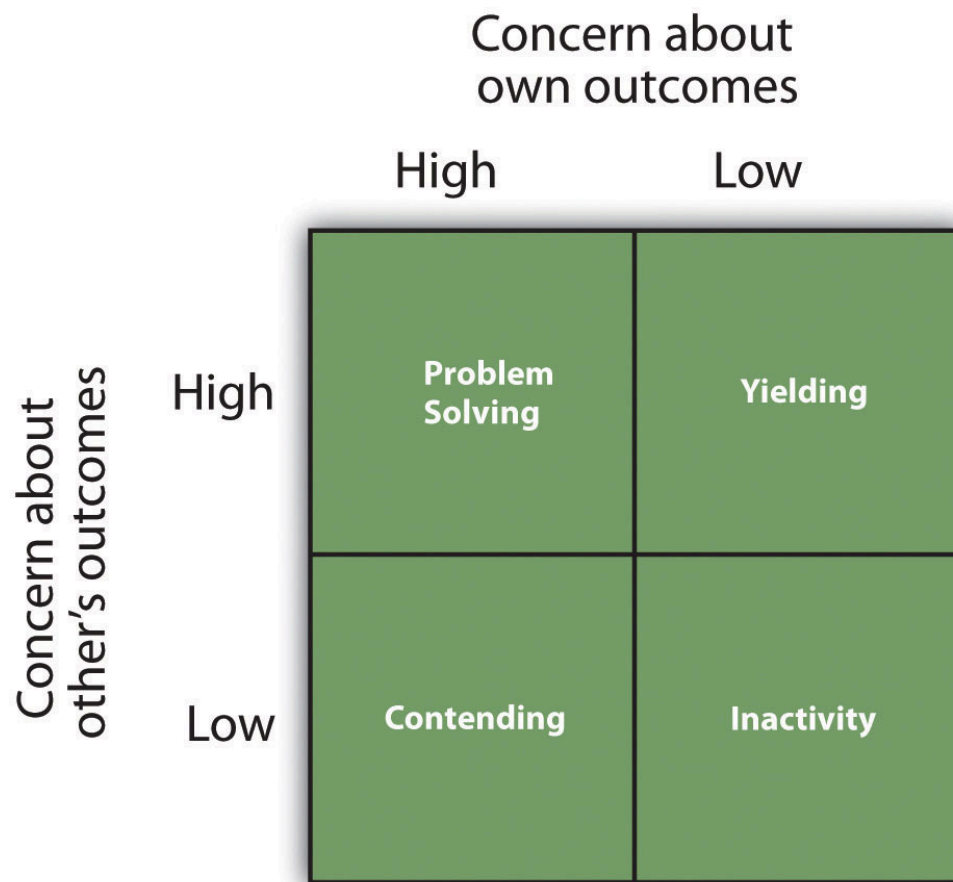 Concern about
own outcomes
High Low
Concern about
other's outcomes
High
Problem
Solving
Yielding
Low
Contending
Inactivity